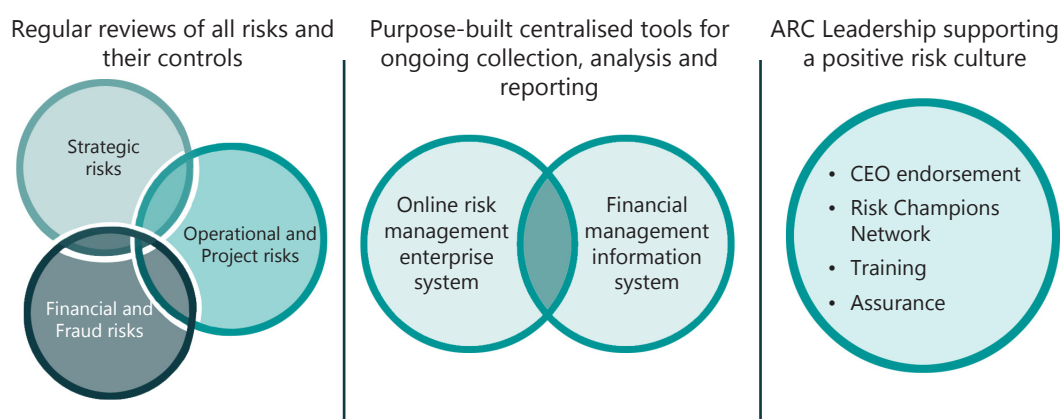 Regular reviews of all risks and
their controls
Strategic
risks
Operational and
Project risks
Financial and
Fraud risks
Purpose-built centralised tools for
ongoing collection, analysis and
reporting
Online risk
management
enterprise
system
Financial
management
information
system
ARC Leadership supporting
a positive risk culture
• CEO endorsement
• Risk Champions
Network
• Training
• Assurance